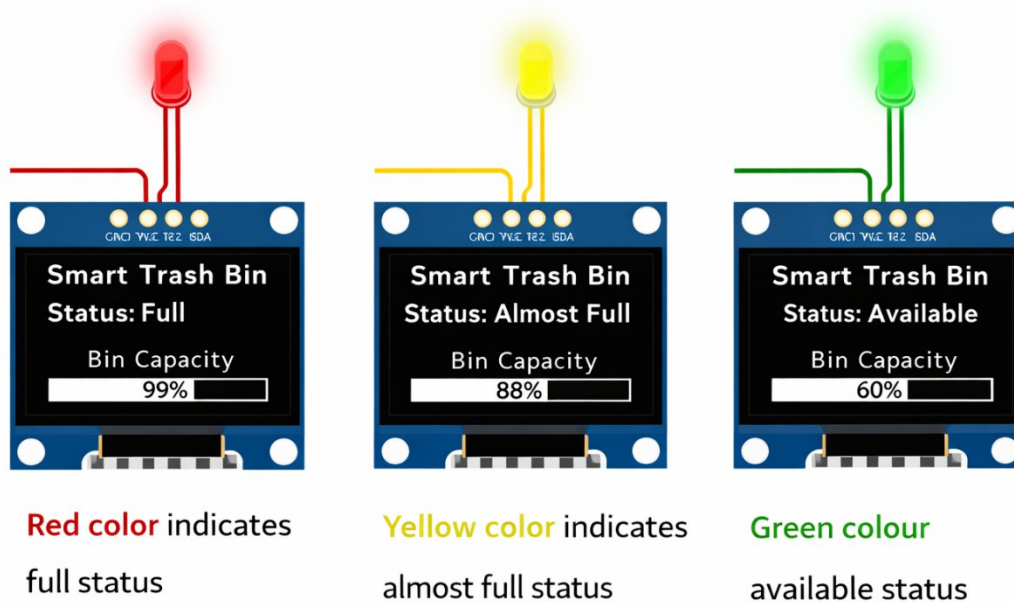 Smart Trash Bin
Status: Full
Bin Capacity
99%
Red color indicates
full status
Smart Trash Bin
Status: Almost Full
Bin Capacity
88%
Yellow color indicates
almost full status
Smart Trash Bin
Status: Available
Bin Capacity
60%
Green colour
available status